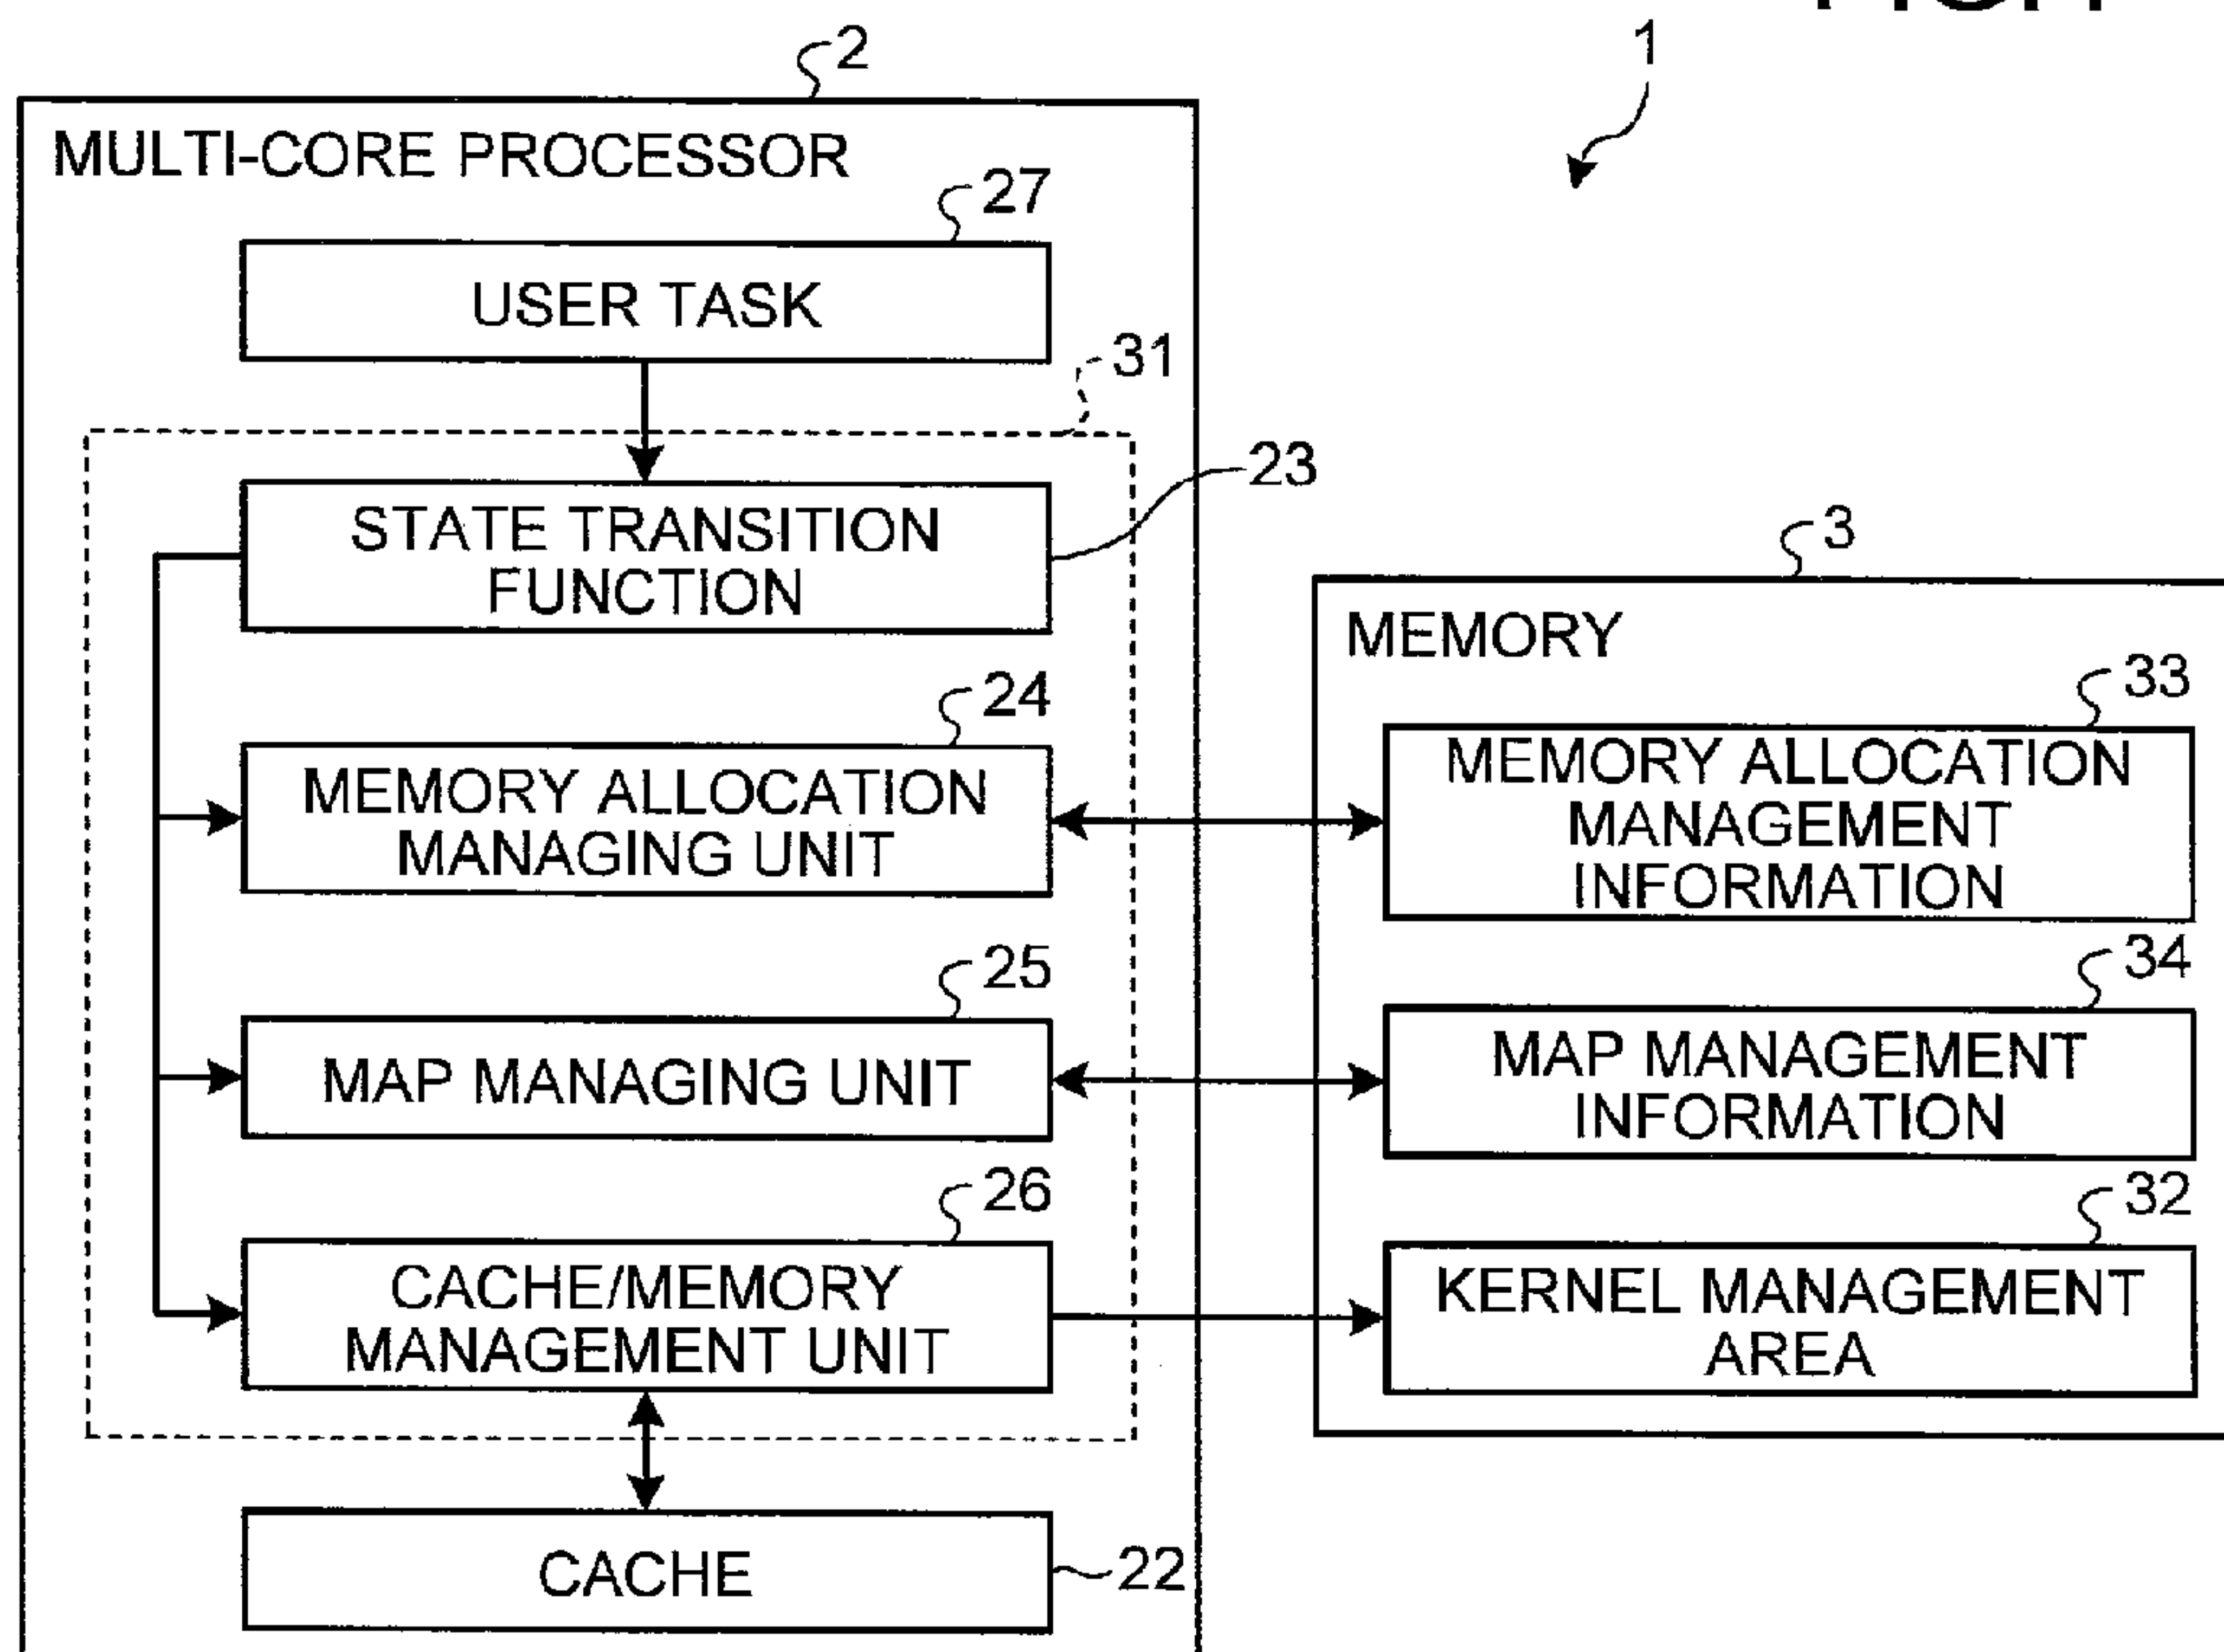 2
1
MULTI-CORE PROCESSOR
27
USER TASK
31
23
STATE TRANSITION
FUNCTION
3
MEMORY
24
33
MEMORY ALLOCATION
MANAGING UNIT
MEMORY ALLOCATION
MANAGEMENT
INFORMATION
25
34
MAP MANAGING UNIT
MAP MANAGEMENT
INFORMATION
26
32
CACHE/MEMORY
MANAGEMENT UNIT
KERNEL MANAGEMENT
AREA
CACHE
22